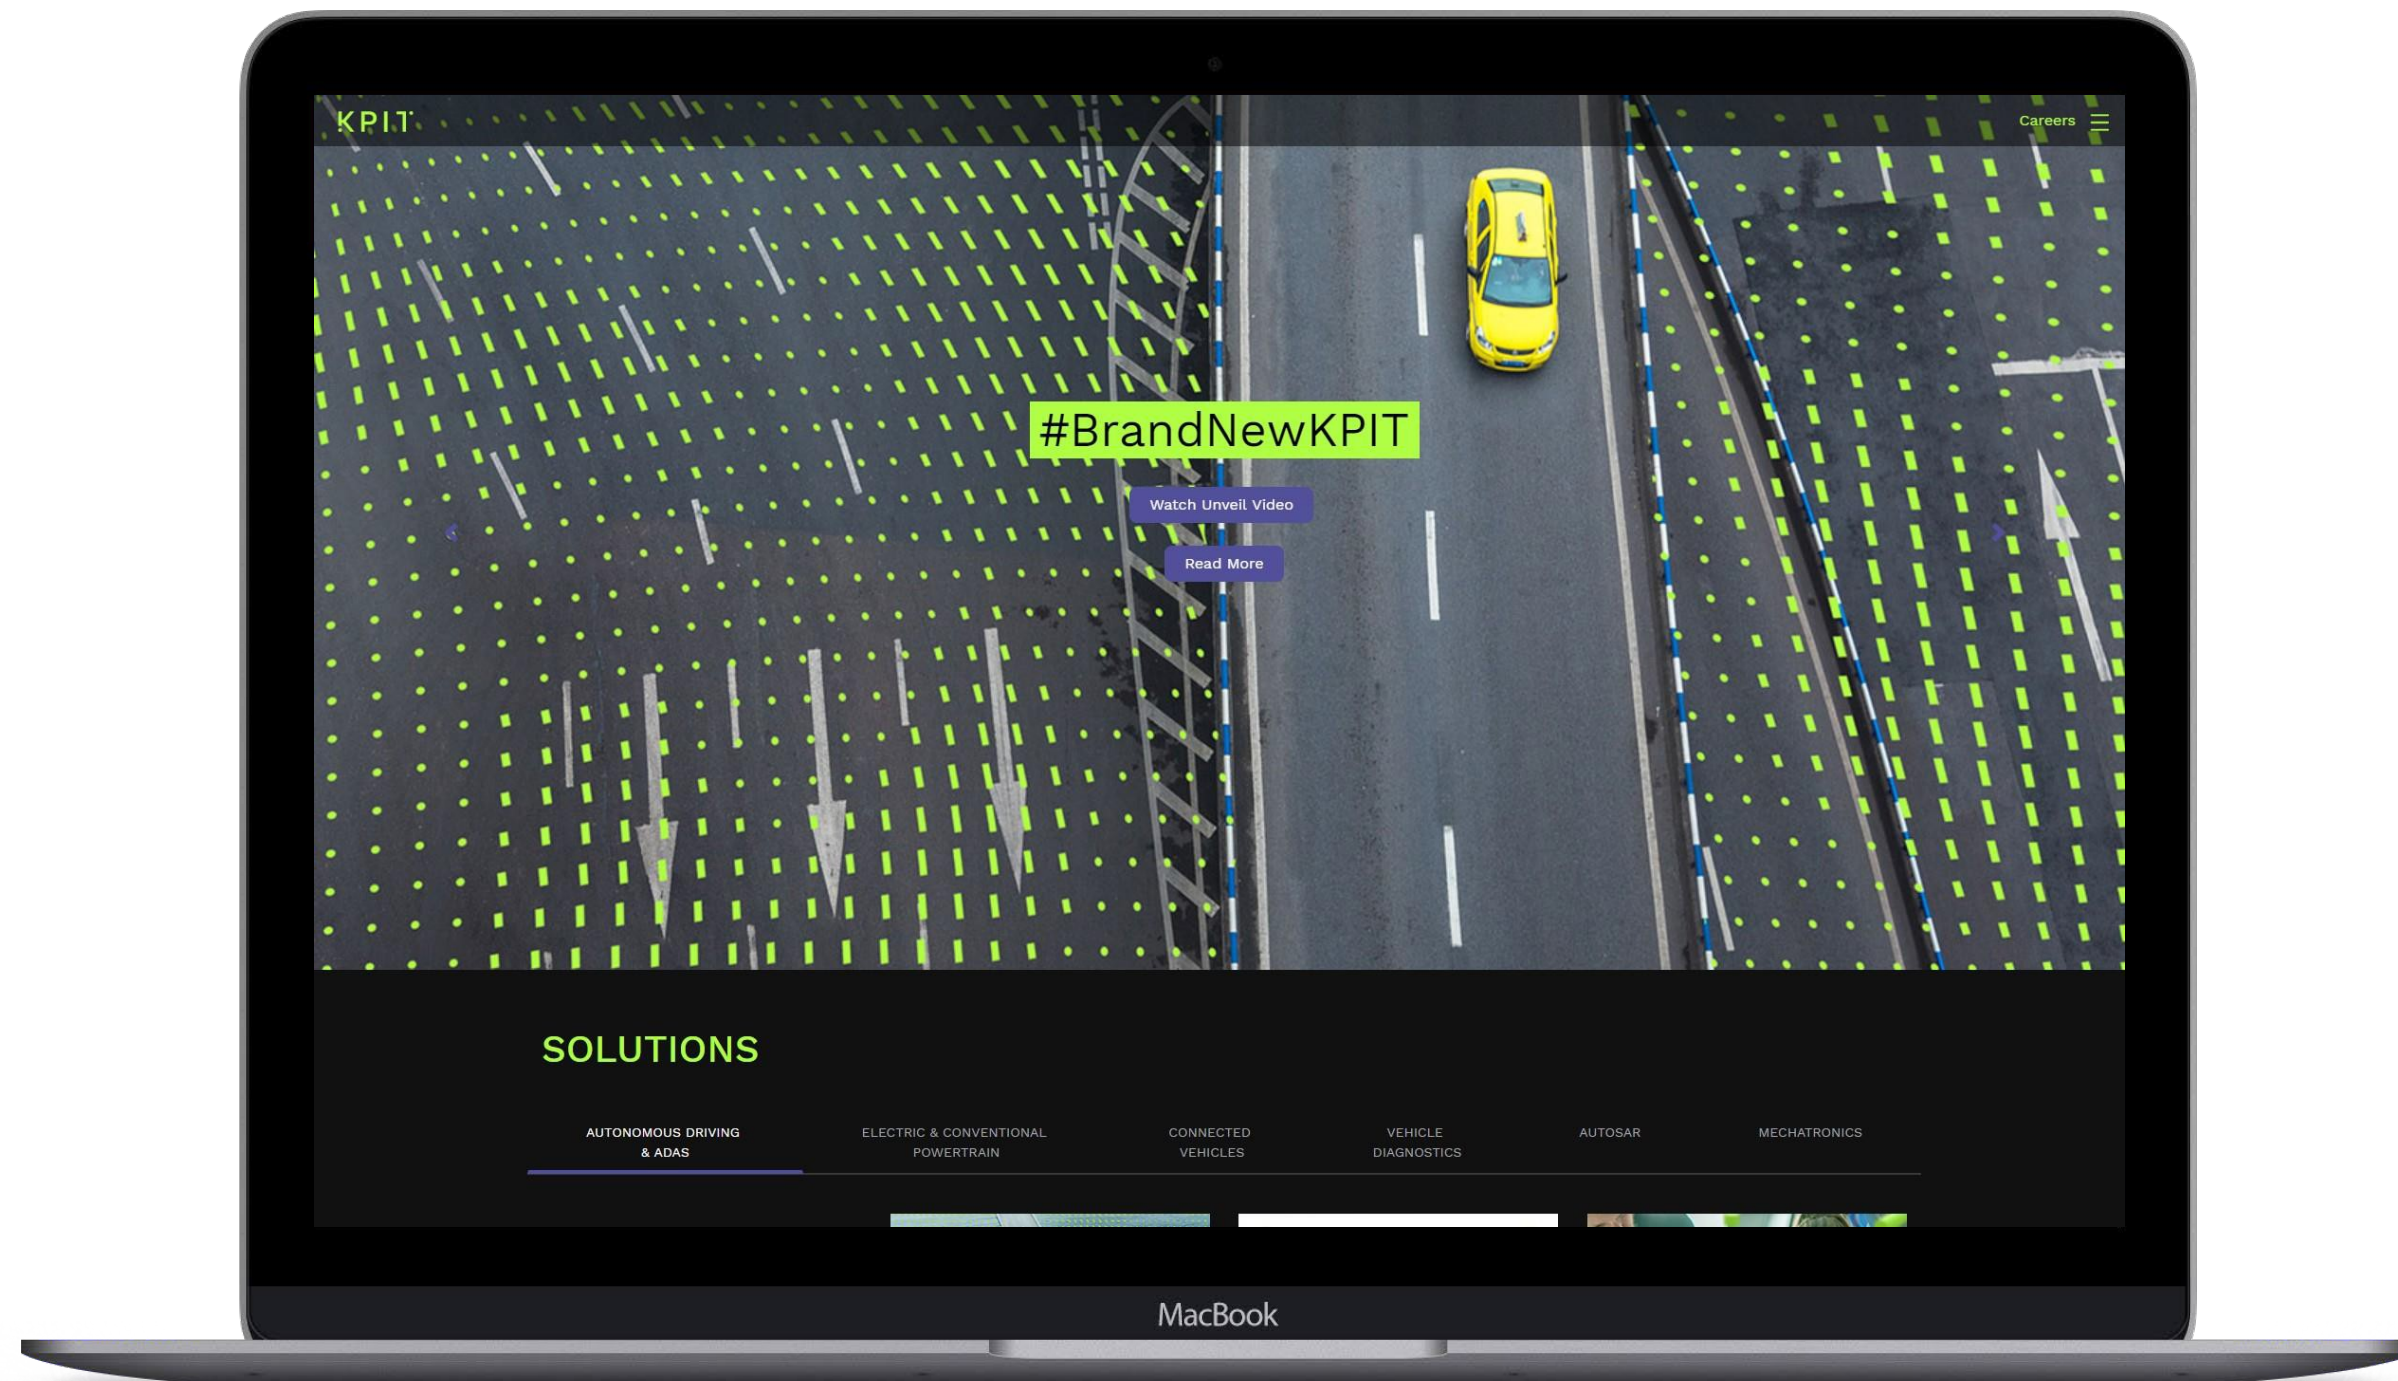 KPIT
Careers
#BrandNewKPIT
Watch Unveil Video
Read More
SOLUTIONS
AUTONOMOUS DRIVING
& ADAS
ELECTRIC & CONVENTIONAL
POWERTRAIN
CONNECTED
VEHICLES
VEHICLE
DIAGNOSTICS
AUTOSAR
MECHATRONICS
MacBook